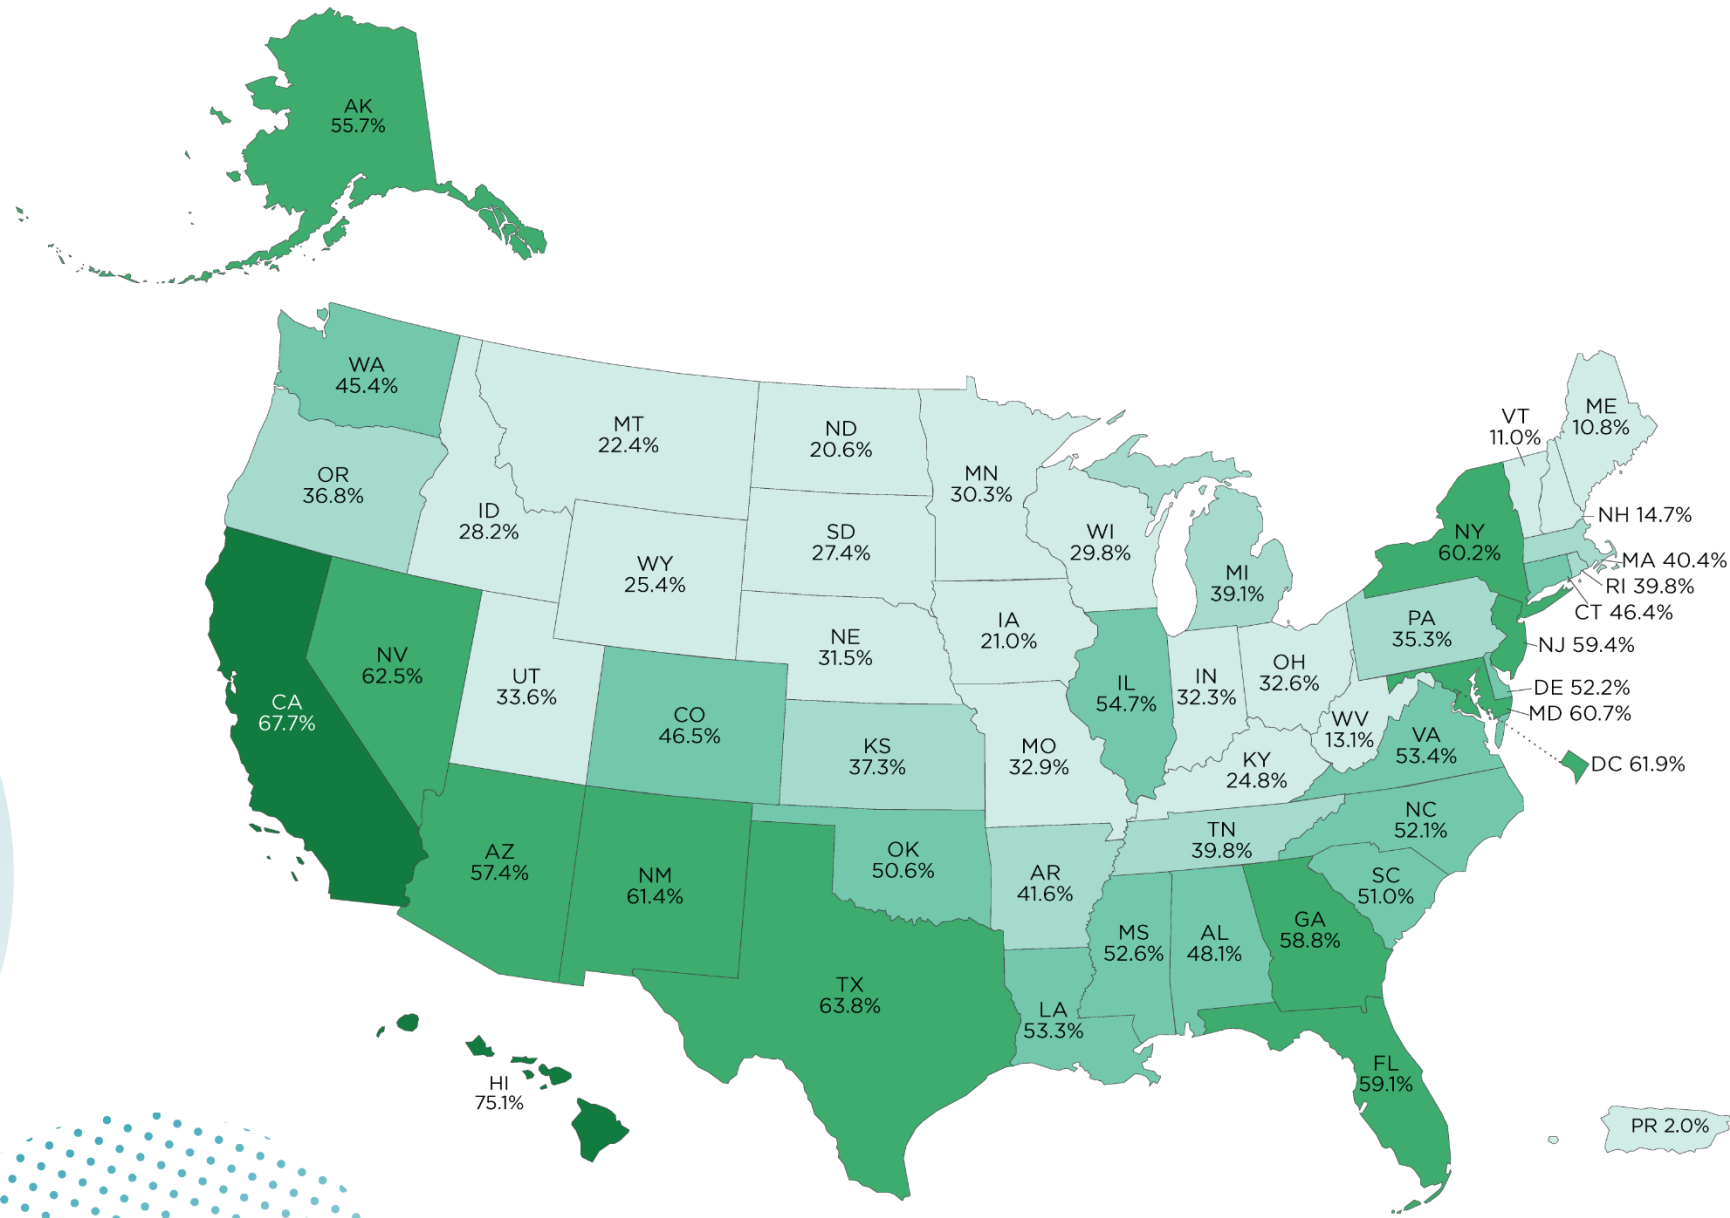 AK
55.7%
WA
45.4%
MT
22.4%
ND
20.6%
MN
30.3%
VT
11.0%
ME
10.8%
OR
36.8%
ID
28.2%
WY
25.4%
SD
27.4%
WI
29.8%
MI
39.1%
NY
60.2%
NH 14.7%
MA 40.4%
RI 39.8%
CT 46.4%
NJ 59.4%
DE 52.2%
MD 60.7%
DC 61.9%
CA
67.7%
NV
62.5%
UT
33.6%
CO
46.5%
NE
31.5%
KS
37.3%
IA
21.0%
MO
32.9%
IL
54.7%
IN
32.3%
OH
32.6%
PA
35.3%
WV
13.1%
VA
53.4%
KY
24.8%
NC
52.1%
TN
39.8%
SC
51.0%
AZ
57.4%
NM
61.4%
OK
50.6%
AR
41.6%
MS
52.6%
AL
48.1%
GA
58.8%
TX
63.8%
LA
53.3%
FL
59.1%
HI
75.1%
PR 2.0%